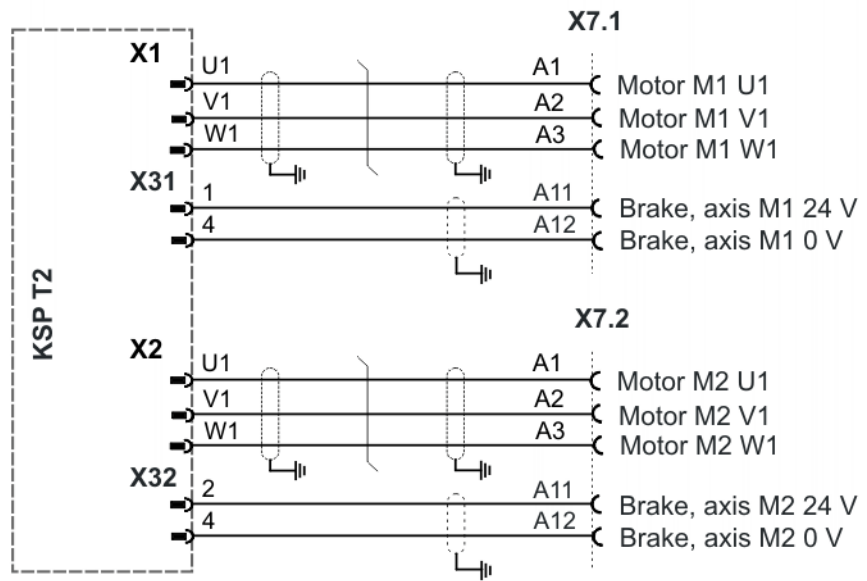 X7.1
X1
U1 A1 Motor M1 U1
V1 A2 Motor M1 V1
W1 A3 Motor M1 W1
X31
1 A11 Brake, axis M1 24 V
4 A12 Brake, axis M1 0 V
KSP T2
X7.2
X2
U1 A1 Motor M2 U1
V1 A2 Motor M2 V1
W1 A3 Motor M2 W1
X32
2 A11 Brake, axis M2 24 V
4 A12 Brake, axis M2 0 V